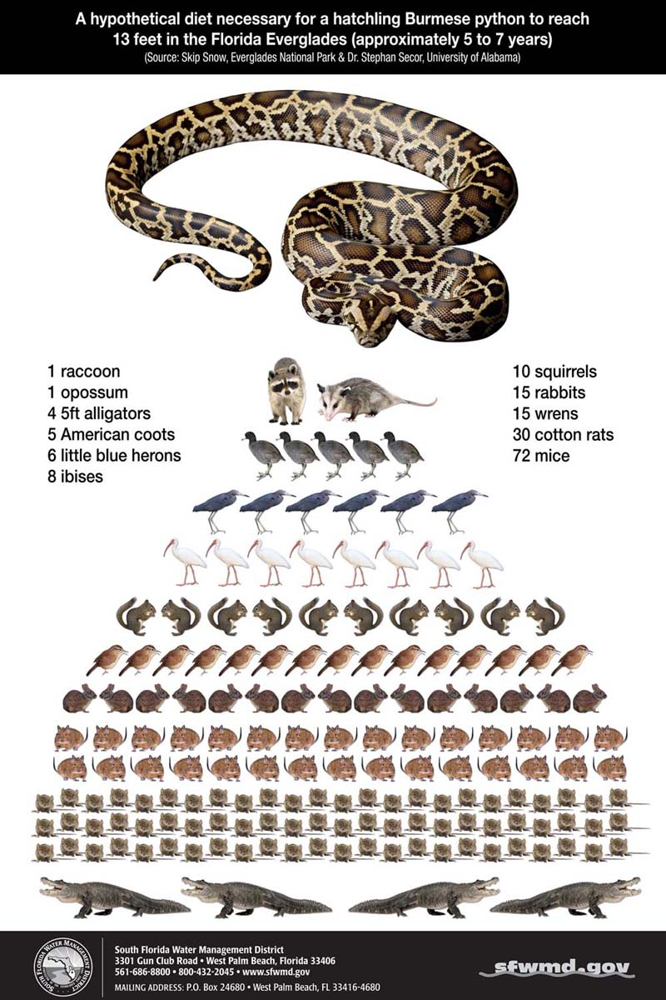 A hypothetical diet necessary for a hatchling Burmese python to reach
13 feet in the Florida Everglades (approximately 5 to 7 years)
(Source: Skip Snow, Everglades National Park & Dr. Stephan Secor, University of Alabama)
1 raccoon
1 opossum
4 5ft alligators
5 American coots
6 little blue herons
8 ibises
10 squirrels
15 rabbits
15 wrens
30 cotton rats
72 mice
SOUTH FLORIDA WATER MANAGEMENT DISTRICT
South Florida Water Management District
3301 Gun Club Road • West Palm Beach, Florida 33406
561-686-8800 • 800-432-2045 • www.sfwmd.gov
MAILING ADDRESS: P.O. Box 24680 • West Palm Beach, FL 33416-4680
sfwmd.gov